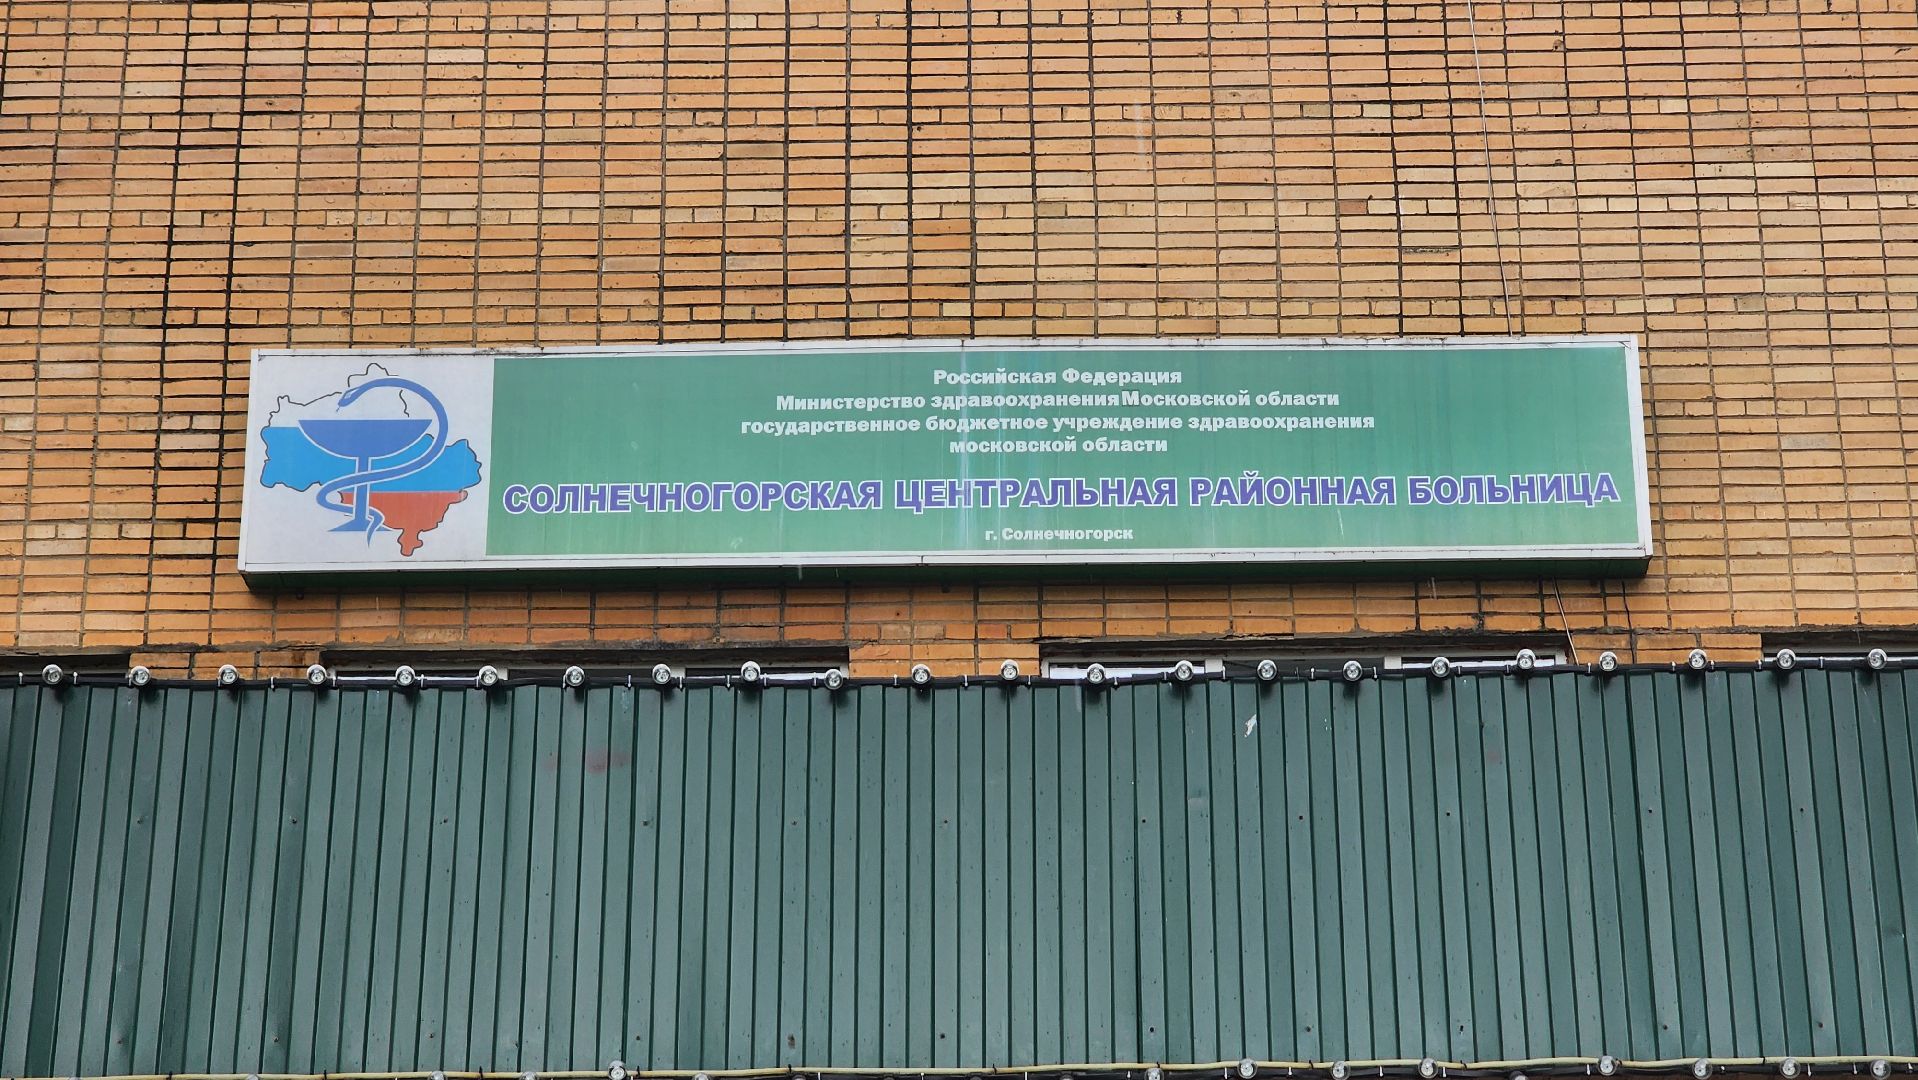 Российская Федерация
Министерство здравоохранения Московской области
государственное бюджетное учреждение здравоохранения
московской области
СОЛНЕЧНОГОРСКАЯ ЦЕНТРАЛЬНАЯ РАЙОННАЯ БОЛЬНИЦА
г. Солнечногорск